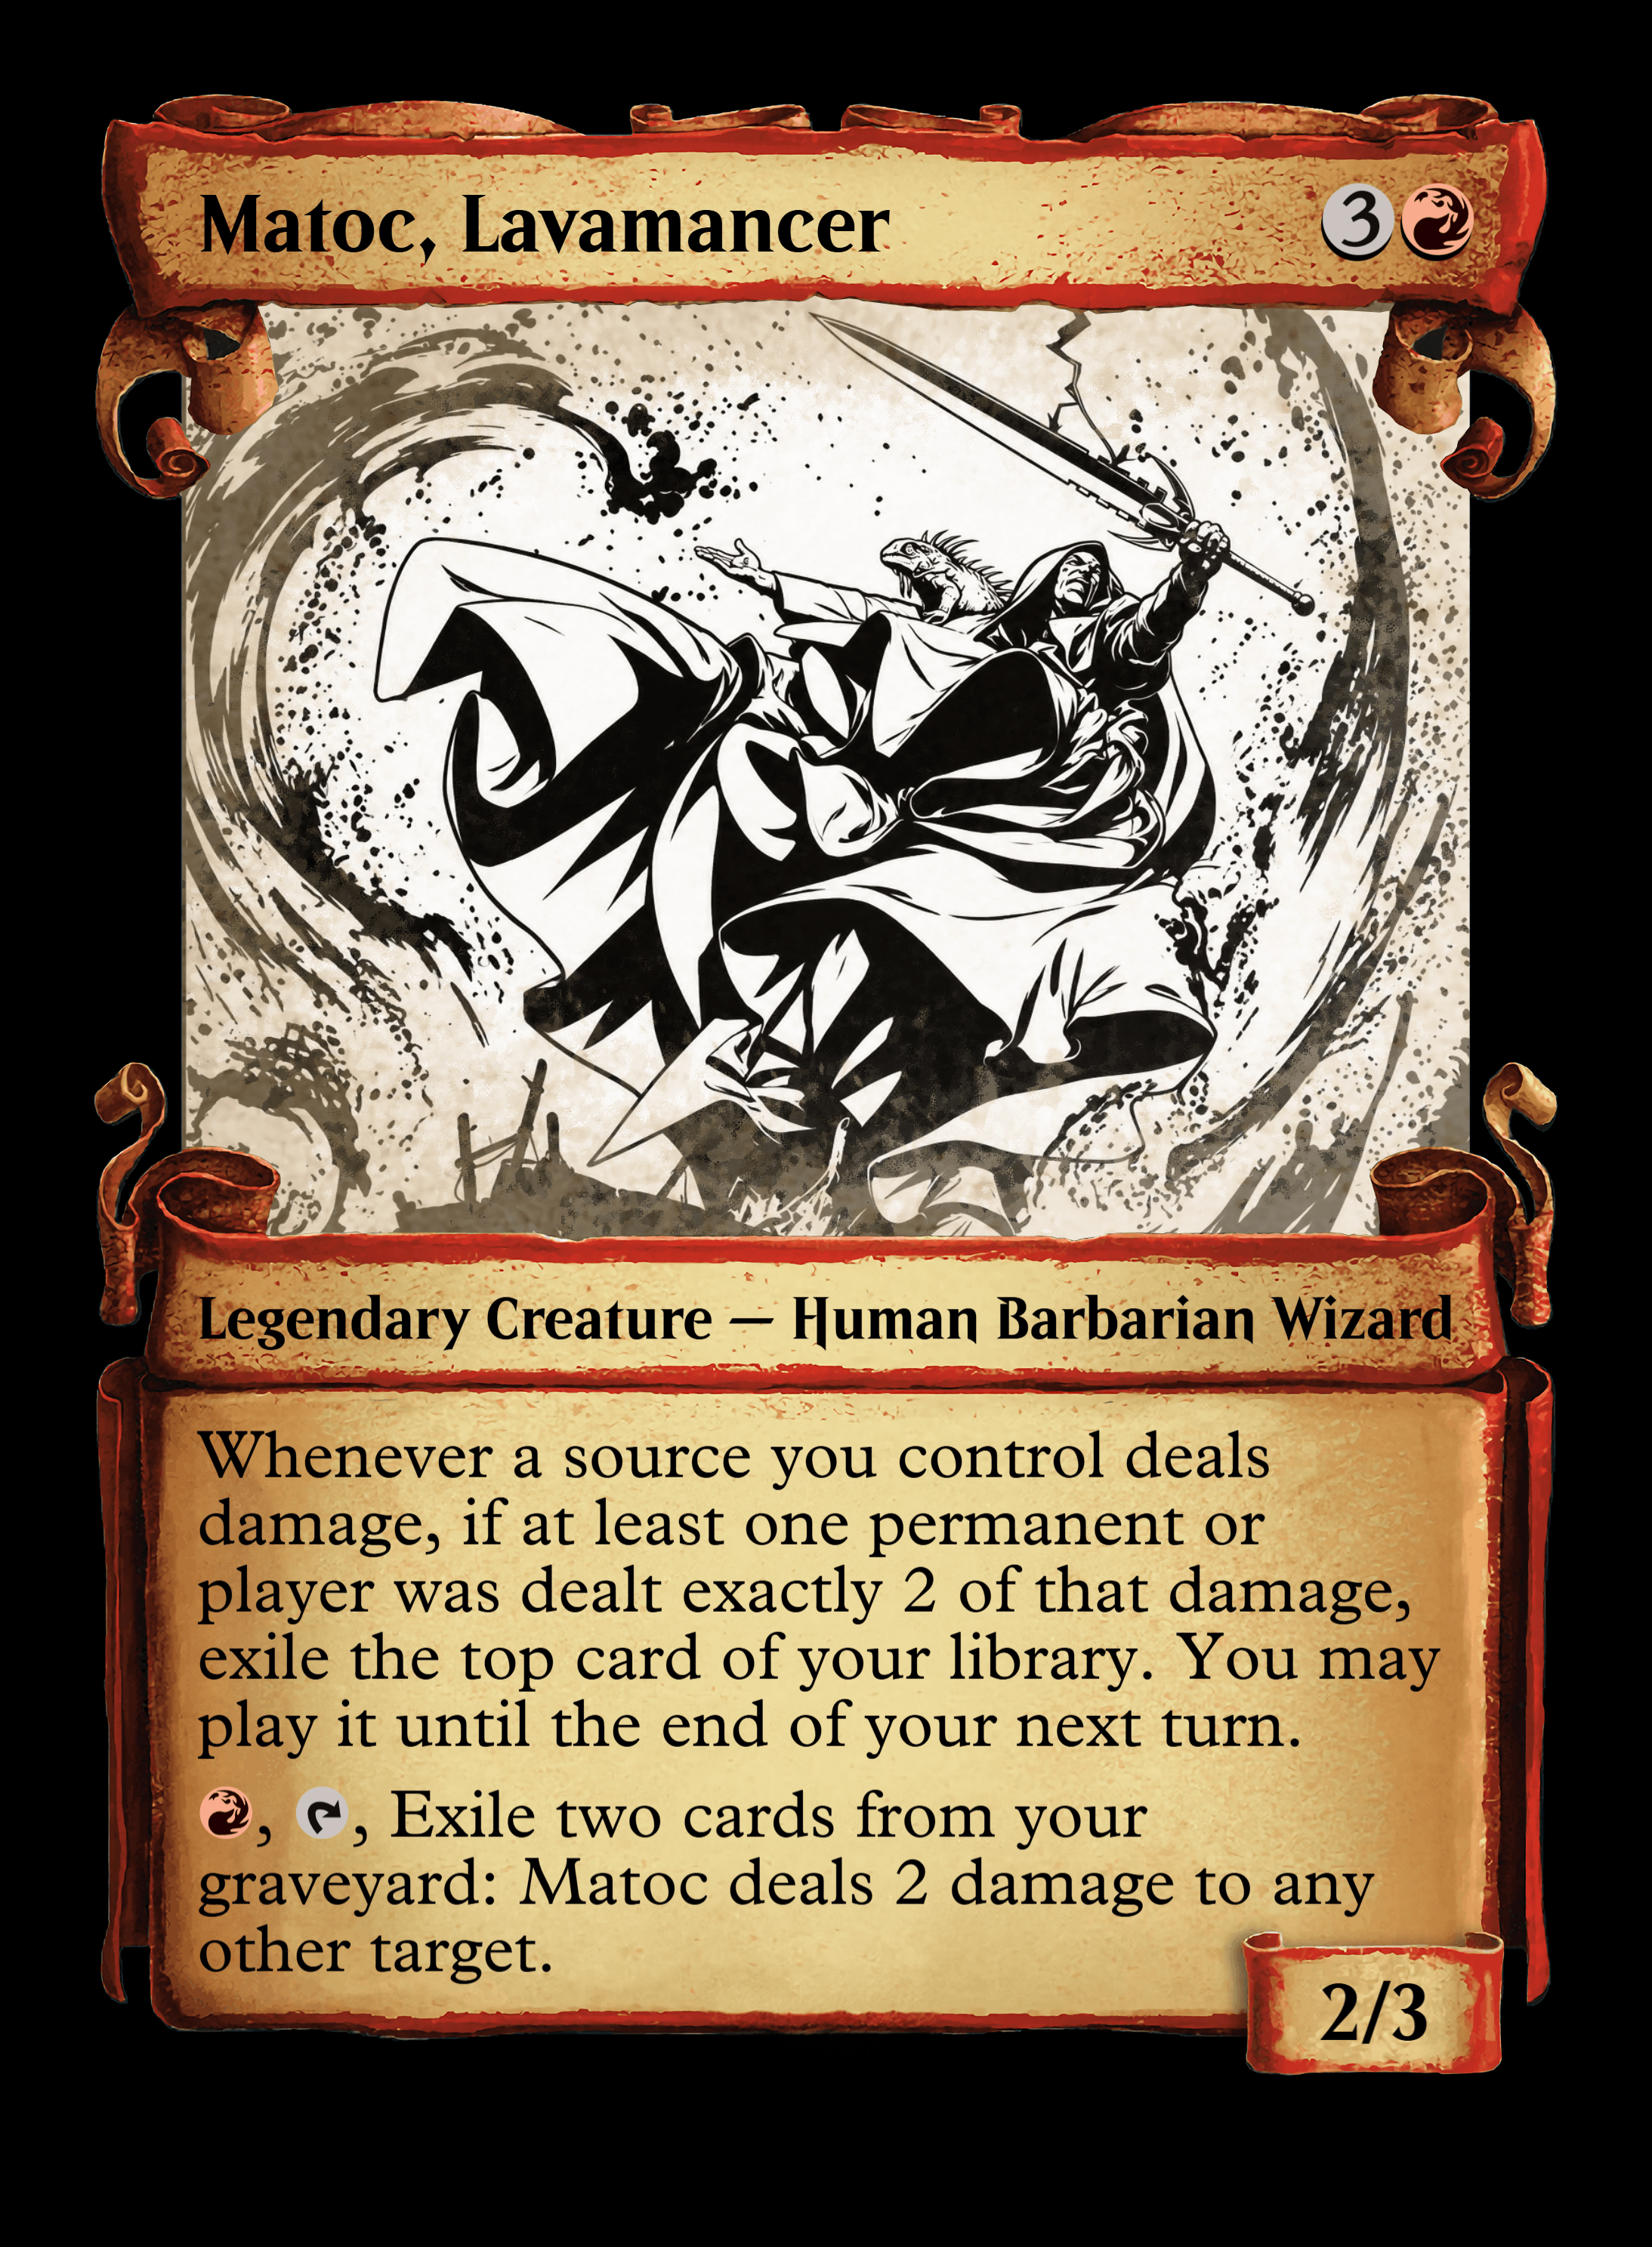 Matoc, Lavamancer 3
Legendary Creature — Human Barbarian Wizard
Whenever a source you control deals
damage, if at least one permanent or
player was dealt exactly 2 of that damage,
exile the top card of your library. You may
play it until the end of your next turn.
, , Exile two cards from your
graveyard: Matoc deals 2 damage to any
other target.
2/3